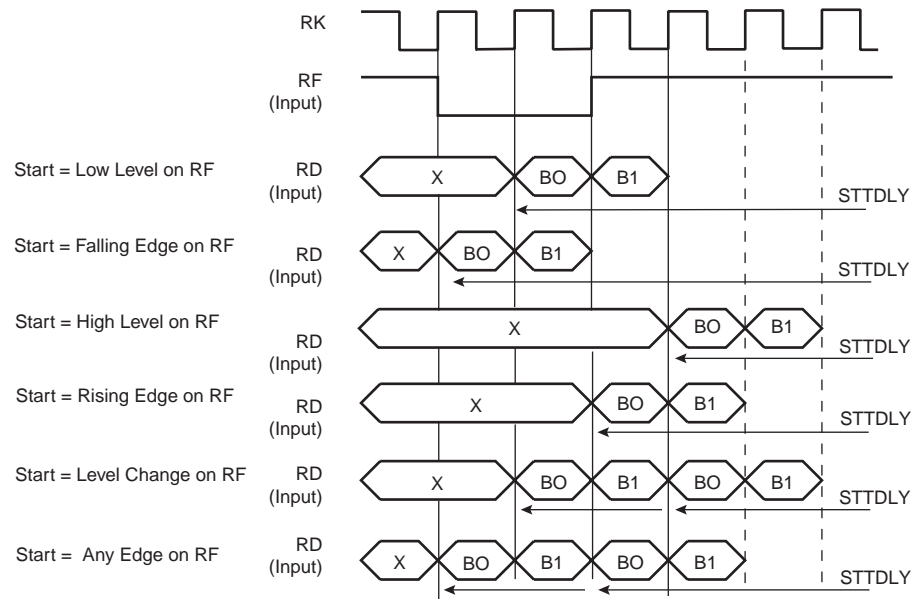 RK
RF
(Input)
Start = Low Level on RF
RD
(Input)
X
BO
B1
STTDLY
Start = Falling Edge on RF
RD
(Input)
X
BO
B1
STTDLY
Start = High Level on RF
RD
(Input)
X
BO
B1
STTDLY
Start = Rising Edge on RF
RD
(Input)
X
BO
B1
STTDLY
Start = Level Change on RF
RD
(Input)
X
BO
B1
BO
B1
STTDLY
Start = Any Edge on RF
RD
(Input)
X
BO
B1
BO
B1
STTDLY